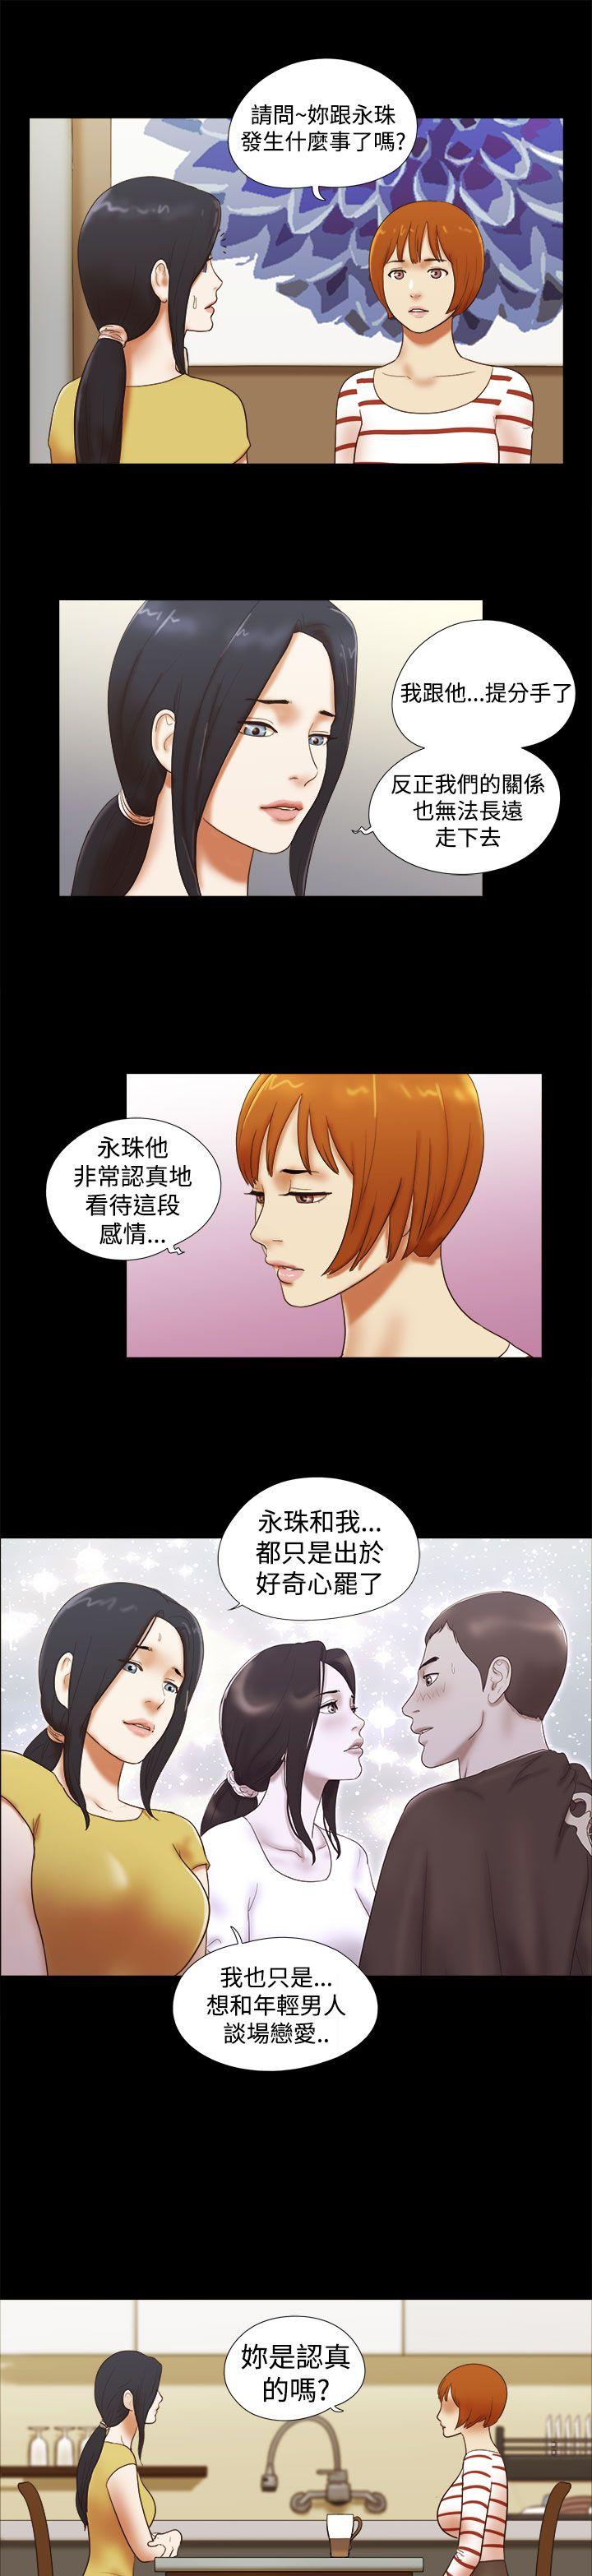 請問~妳跟永珠
發生什麼事了嗎?
我跟他...提分手了
反正我們的關係
也無法長遠
走下去
永珠他
非常認真地
看待這段
感情...
永珠和我...
都只是出於
好奇心罷了
我也只是...
想和年輕男人
談場戀愛..
妳是認真
的嗎?